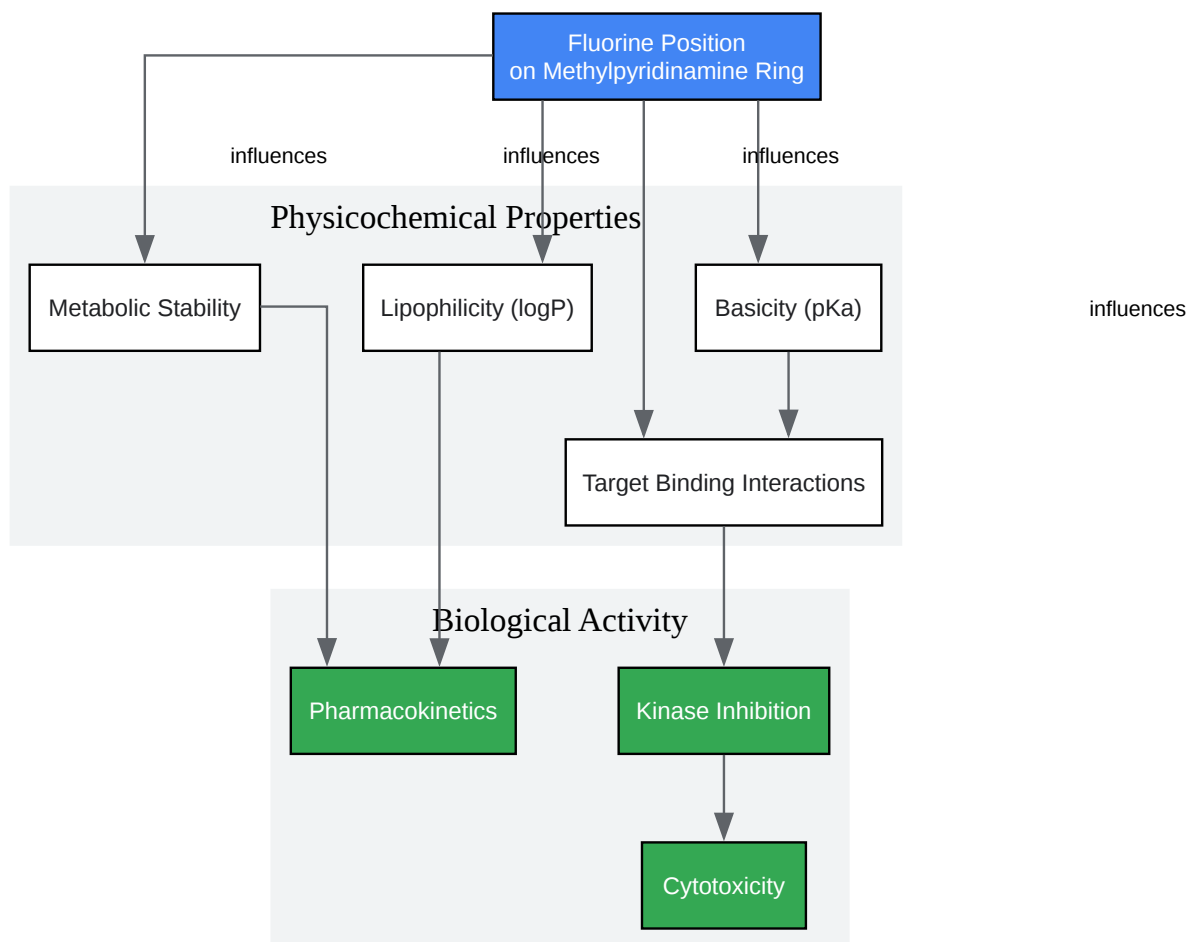 Fluorine Position
on Methylpyridinamine Ring
influences
influences
influences
Physicochemical Properties
Metabolic Stability
Lipophilicity (logP)
Basicity (pKa)
influences
Target Binding Interactions
Biological Activity
Pharmacokinetics
Kinase Inhibition
Cytotoxicity